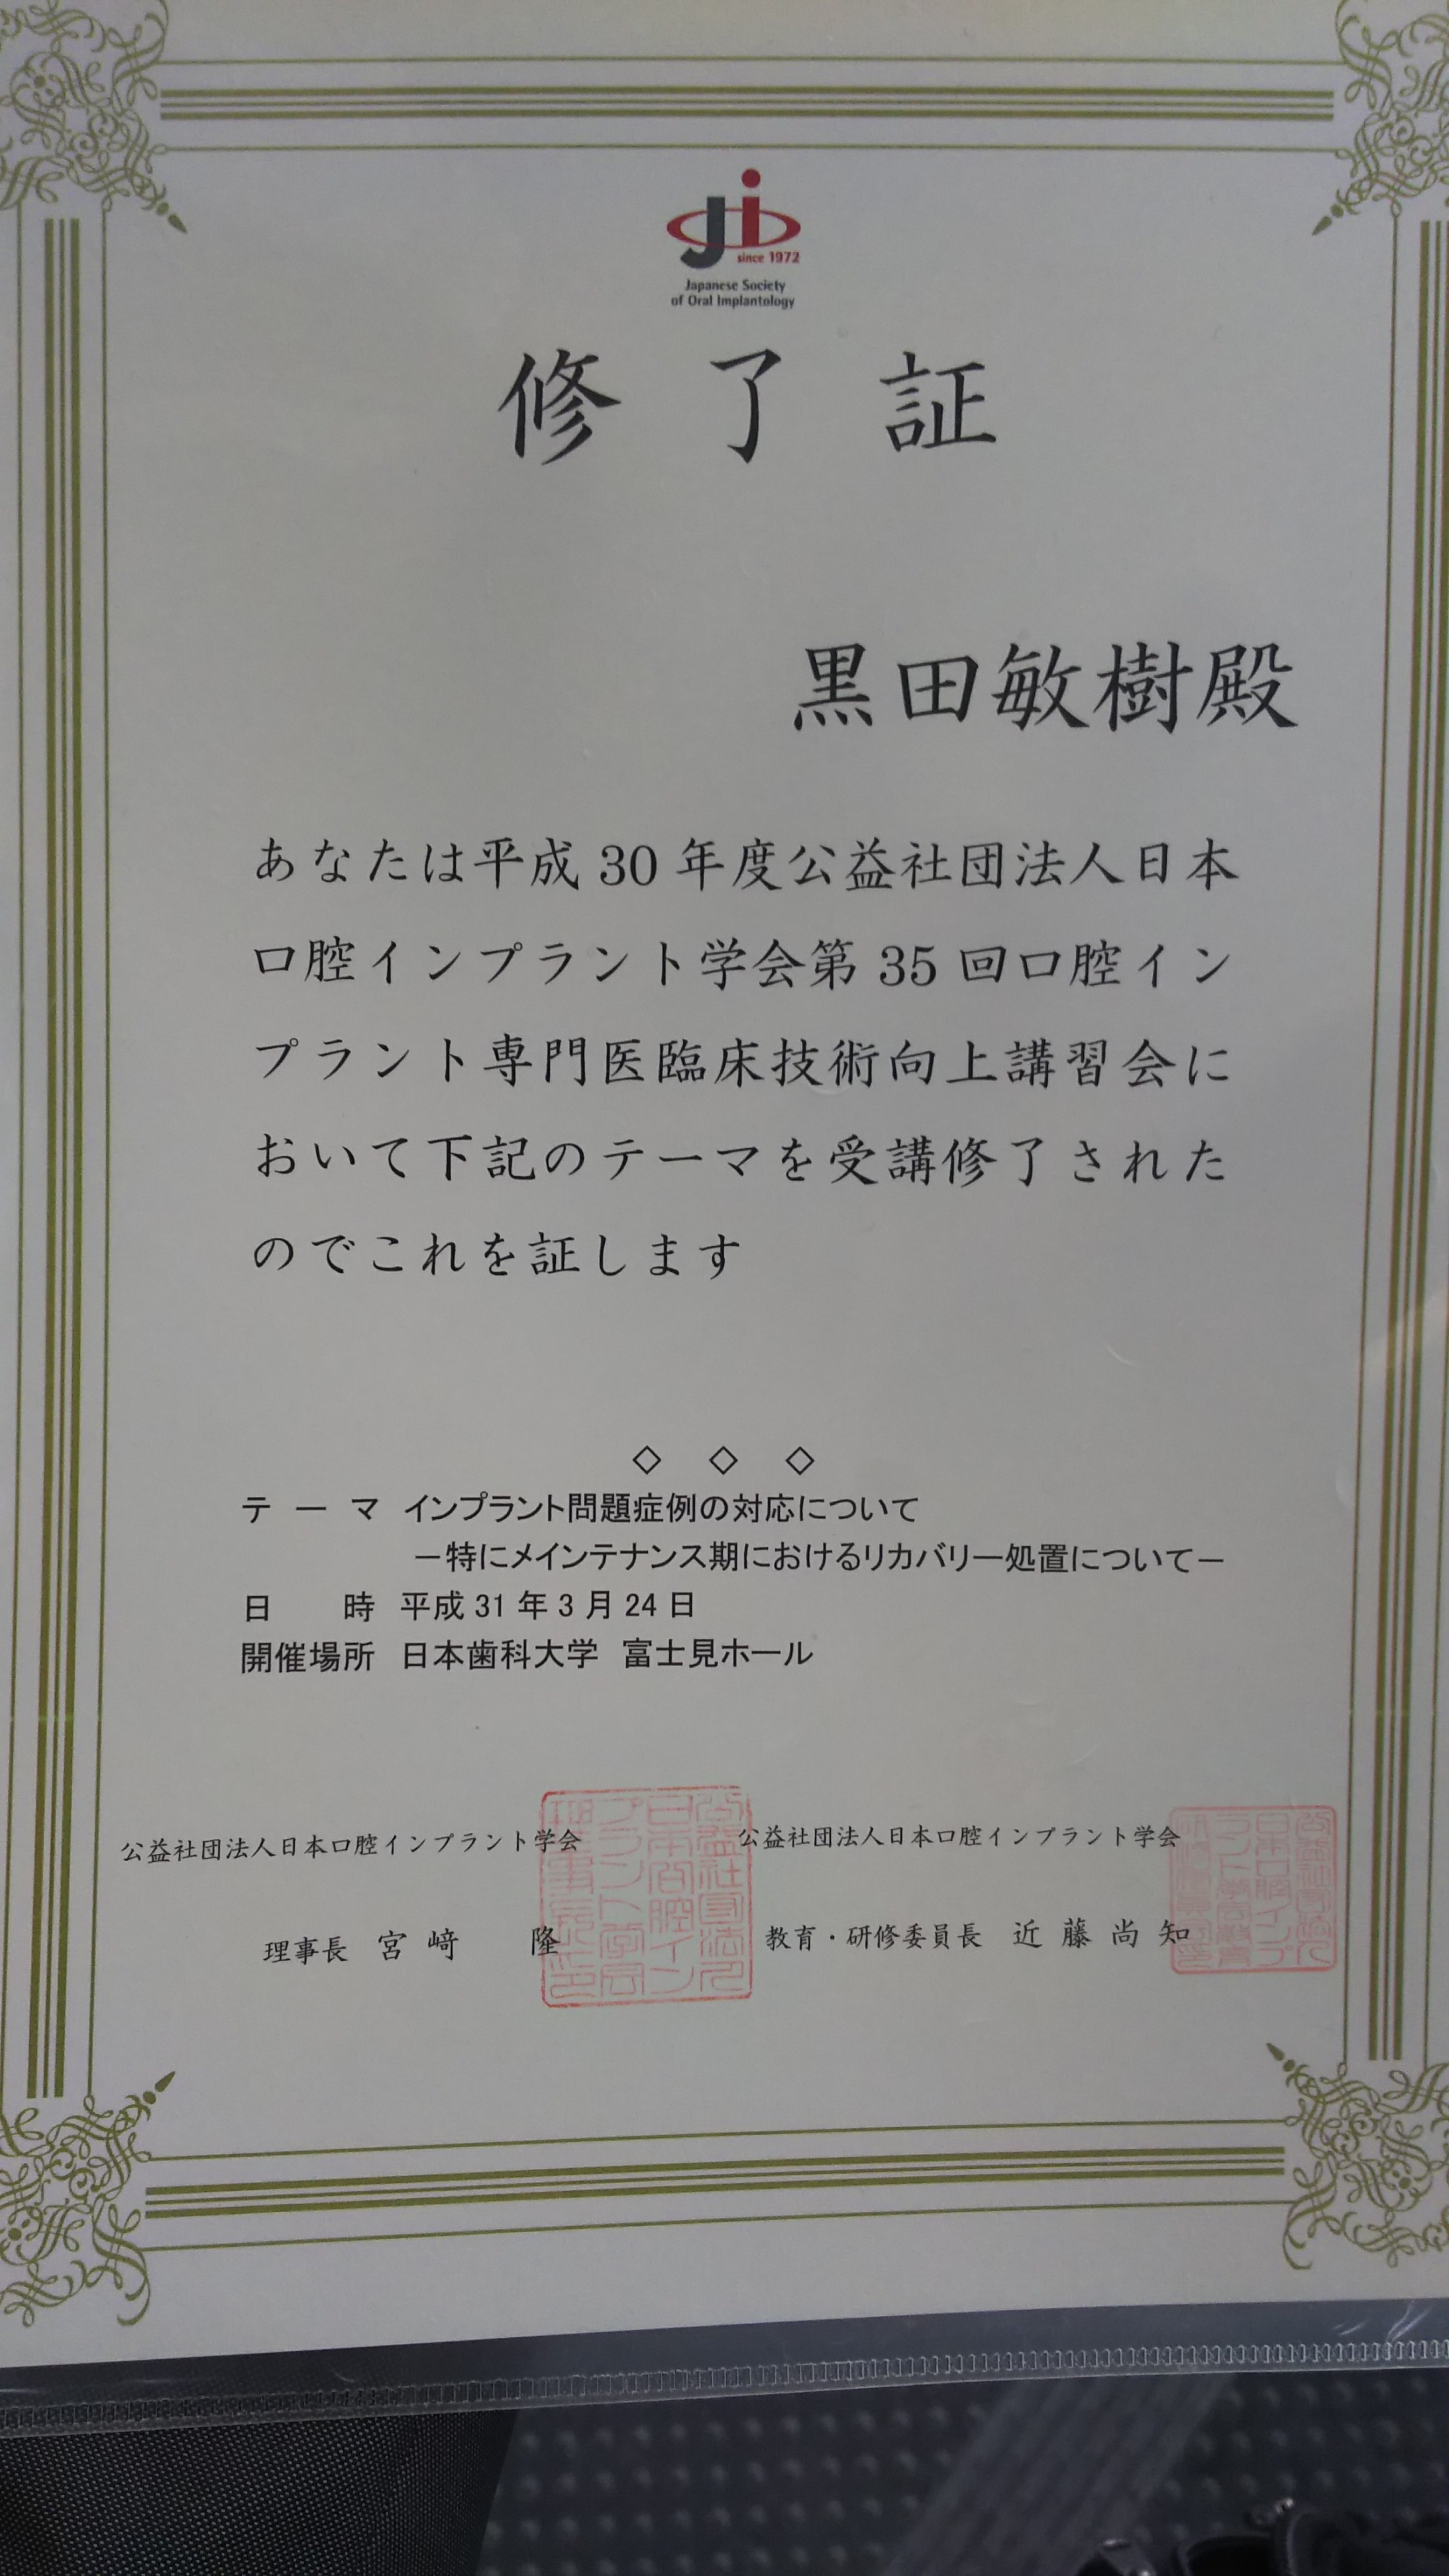 Ji
since 1972
Japanese Society
of Oral Implantology
修了証
黒田敏樹殿
あなたは平成30年度公益社団法人日本
口腔インプラント学会第35回口腔イン
プラント専門医臨床技術向上講習会に
おいて下記のテーマを受講修了された
のでこれを証します
◇ ◇ ◇
テーマ インプラント問題症例の対応について
－特にメインテナンス期におけるリカバリー処置について－
日時 平成31年3月24日
開催場所 日本歯科大学 富士見ホール
公益社団法人日本口腔インプラント学会
理事長 宮﨑 隆
公益社団法人日本口腔インプラント学会
教育・研修委員長 近藤尚知